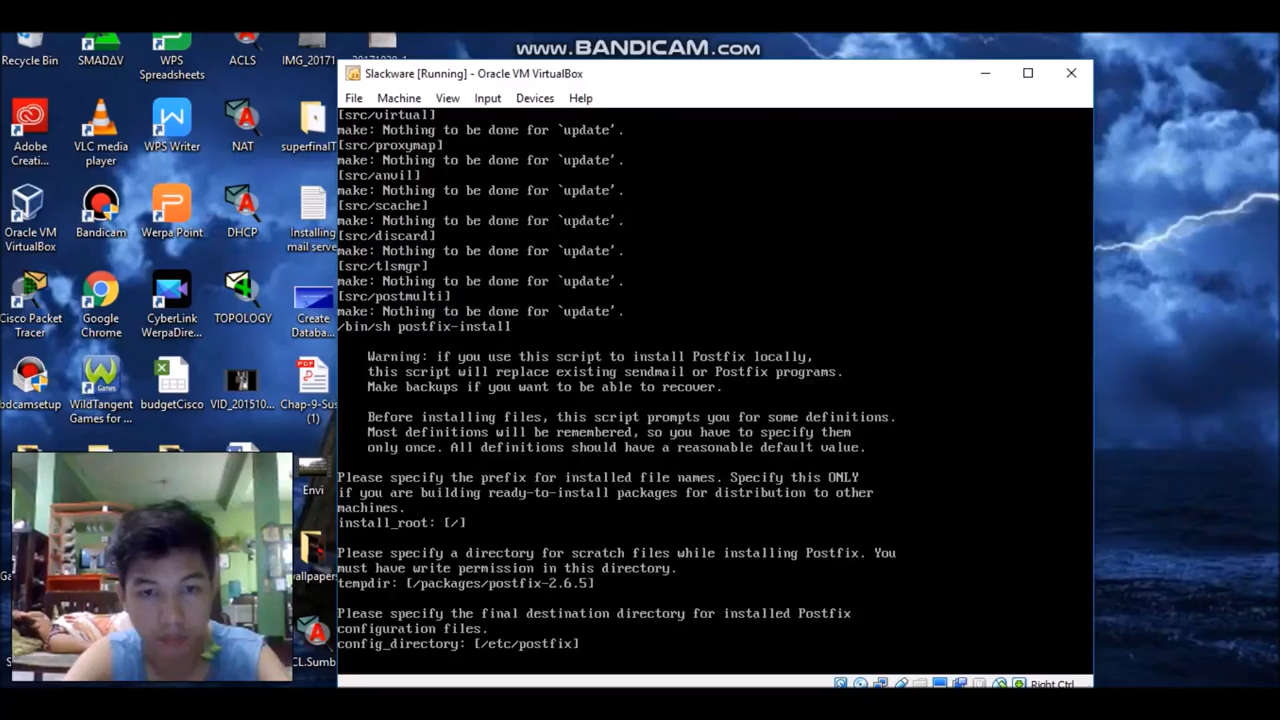 www.BANDICAM.com
Recycle Bin
SMADΔV
WPS
Spreadsheets
ACLS
IMG_20171
Adobe
Creati...
VLC media
player
WPS Writer
NAT
superfinalT
Oracle VM
VirtualBox
Bandicam
Werpa Point
DHCP
Installing
mail serve
Cisco Packet
Tracer
Google
Chrome
CyberLink
WerpaDirec...
TOPOLOGY
Create
Databa...
bdcamsetup
WildTangent
Games for ...
budgetCisco
VID_201510...
Chap-9-Sus
(1)
Envi
wallpapers
CL.Sumb
Slackware [Running] - Oracle VM VirtualBox
File Machine View Input Devices Help
[src/virtual]
make: Nothing to be done for `update'.
[src/proxymap]
make: Nothing to be done for `update'.
[src/anvil]
make: Nothing to be done for `update'.
[src/scache]
make: Nothing to be done for `update'.
[src/discard]
make: Nothing to be done for `update'.
[src/tlsmgr]
make: Nothing to be done for `update'.
[src/postmulti]
make: Nothing to be done for `update'.
/bin/sh postfix-install
Warning: if you use this script to install Postfix locally,
this script will replace existing sendmail or Postfix programs.
Make backups if you want to be able to recover.
Before installing files, this script prompts you for some definitions.
Most definitions will be remembered, so you have to specify them
only once. All definitions should have a reasonable default value.
Please specify the prefix for installed file names. Specify this ONLY
if you are building ready-to-install packages for distribution to other
machines.
install_root: [/]
Please specify a directory for scratch files while installing Postfix. You
must have write permission in this directory.
tempdir: [/packages/postfix-2.6.5]
Please specify the final destination directory for installed Postfix
configuration files.
config_directory: [/etc/postfix]
Right Ctrl